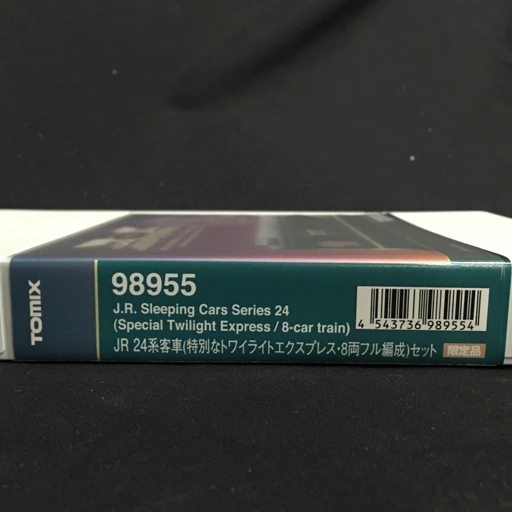 TOMIX
98955
J.R. Sleeping Cars Series 24
(Special Twilight Express / 8-car train)
JR 24系客車(特別なトワイライトエクスプレス・8両フル編成)セット 限定品
4 543736 989554